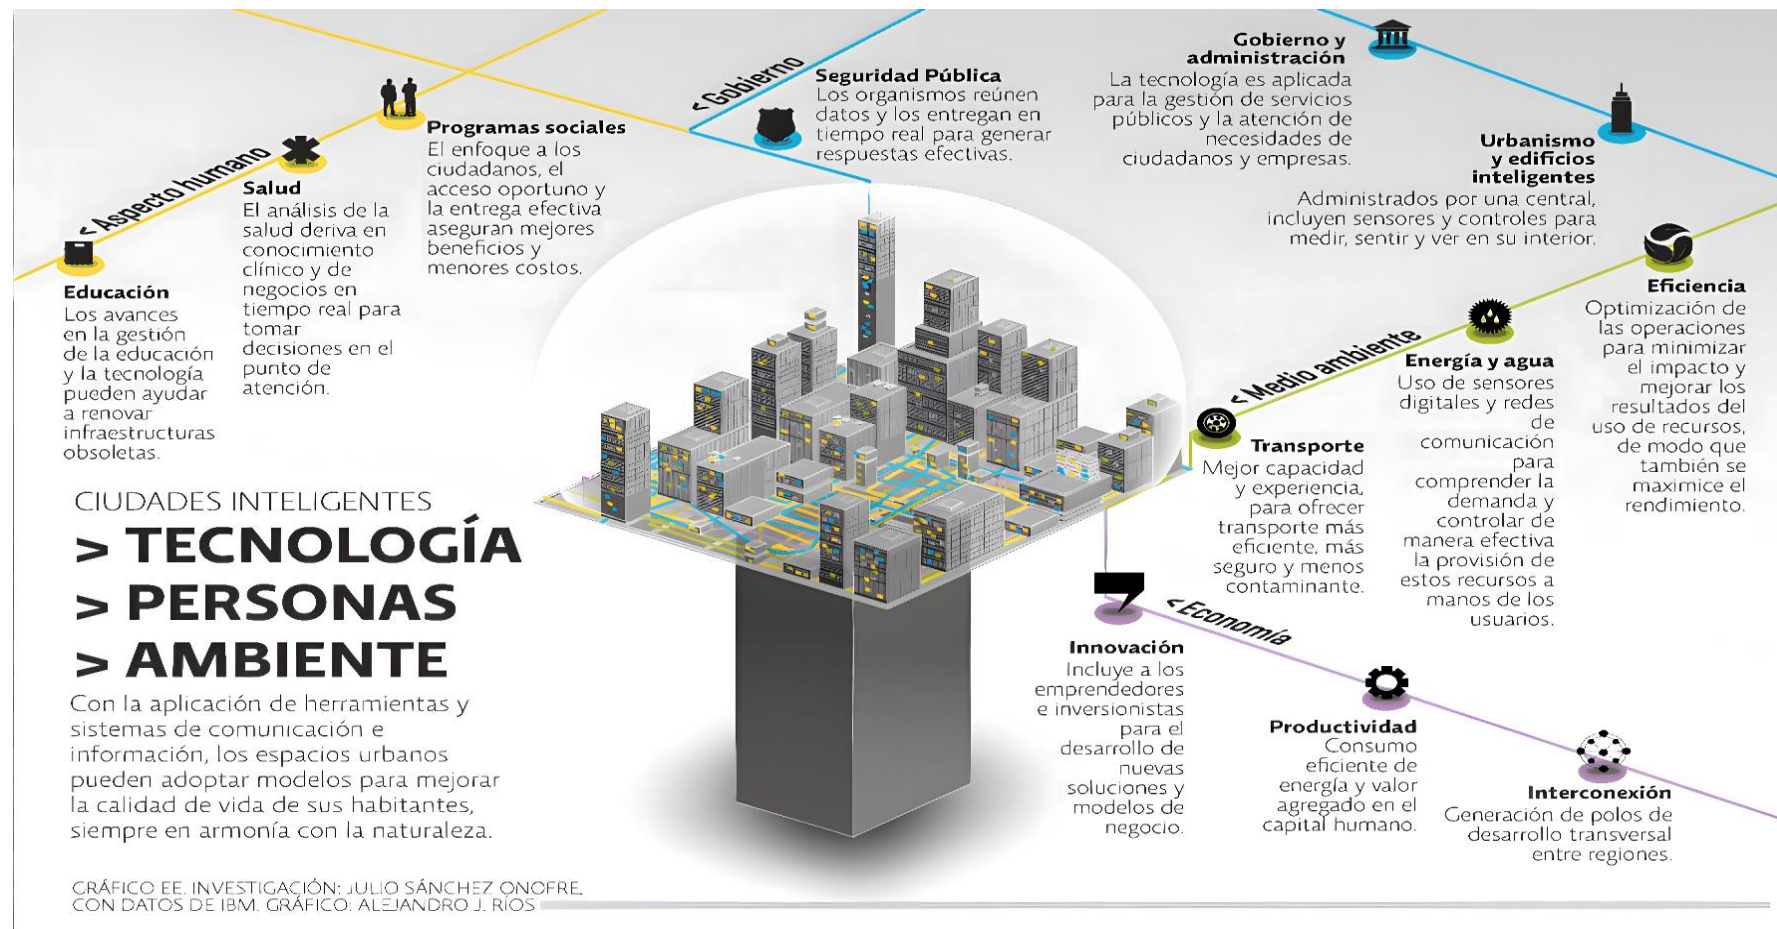 < Aspecto humano
Educación
Los avances
en la gestión
de la educación
y la tecnología
pueden ayudar
a renovar
infraestructuras
obsoletas.
Salud
El análisis de la
salud deriva en
conocimiento
clínico y de
negocios en
tiempo real para
tomar
decisiones en el
punto de
atención.
Programas sociales
El enfoque a los
ciudadanos, el
acceso oportuno y
la entrega efectiva
aseguran mejores
beneficios y
menores costos.
< Gobierno
Seguridad Pública
Los organismos reúnen
datos y los entregan en
tiempo real para generar
respuestas efectivas.
Gobierno y
administración
La tecnología es aplicada
para la gestión de servicios
públicos y la atención de
necesidades de
ciudadanos y empresas.
Urbanismo
y edificios
inteligentes
Administrados por una central,
incluyen sensores y controles para
medir, sentir y ver en su interior.
< Medio ambiente
Transporte
Mejor capacidad
y experiencia,
para ofrecer
transporte más
eficiente, más
seguro y menos
contaminante.
Energía y agua
Uso de sensores
digitales y redes
de
comunicación
para
comprender la
demanda y
controlar de
manera efectiva
la provisión de
estos recursos a
manos de los
usuarios.
Eficiencia
Optimización de
las operaciones
para minimizar
el impacto y
mejorar los
resultados del
uso de recursos,
de modo que
también se
maximice el
rendimiento.
< Economía
Innovación
Incluye a los
emprendedores
e inversionistas
para el
desarrollo de
nuevas
soluciones y
modelos de
negocio.
Productividad
Consumo
eficiente de
energía y valor
agregado en el
capital humano.
Interconexión
Generación de polos de
desarrollo transversal
entre regiones.
CIUDADES INTELIGENTES
> TECNOLOGÍA
> PERSONAS
> AMBIENTE
Con la aplicación de herramientas y
sistemas de comunicación e
información, los espacios urbanos
pueden adoptar modelos para mejorar
la calidad de vida de sus habitantes,
siempre en armonía con la naturaleza.
GRÁFICO EE. INVESTIGACIÓN: JULIO SÁNCHEZ ONOFRE,
CON DATOS DE IBM. GRÁFICO: ALEJANDRO J. RÍOS